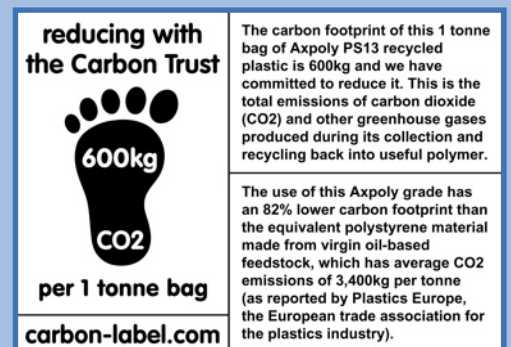 reducing with
the Carbon Trust
600kg
CO2
per 1 tonne bag
carbon-label.com
The carbon footprint of this 1 tonne
bag of Axpoly PS13 recycled
plastic is 600kg and we have
committed to reduce it. This is the
total emissions of carbon dioxide
(CO2) and other greenhouse gases
produced during its collection and
recycling back into useful polymer.
The use of this Axpoly grade has
an 82% lower carbon footprint than
the equivalent polystyrene material
made from virgin oil-based
feedstock, which has average CO2
emissions of 3,400kg per tonne
(as reported by Plastics Europe,
the European trade association for
the plastics industry).